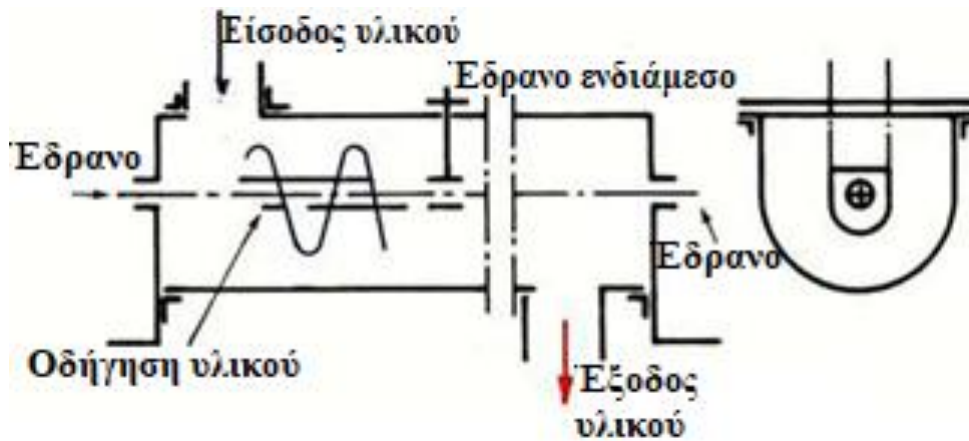 Είσοδος υλικού
Έδρανο ενδιάμεσο
Έδρανο
Έδρανο
Οδήγηση υλικού
Έξοδος
υλικού